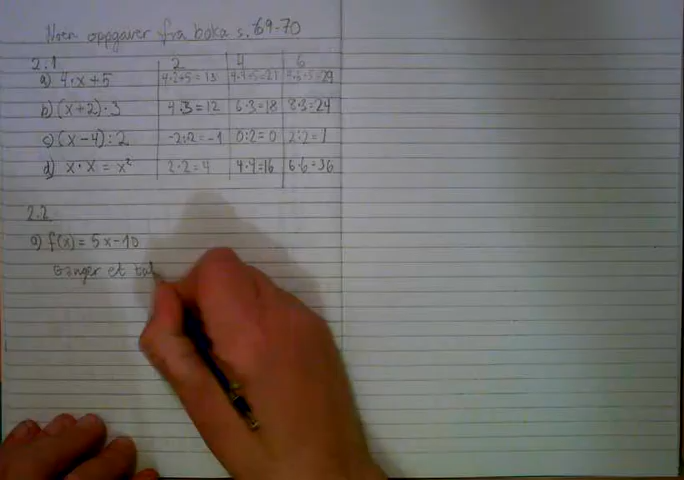 Noen oppgaver fra boka s. 69-70
2.1 2 4 6
a) 4·x+5 4·2+5=13 4·4+5=21 4·6+5=29
b) (x+2)·3 4·3=12 6·3=18 8·3=24
c) (x-4):2 -2:2=-1 0:2=0 2:2=1
d) x·x=x² 2·2=4 4·4=16 6·6=36
2.2
a) f(x)=5x-10
Ganger et tal